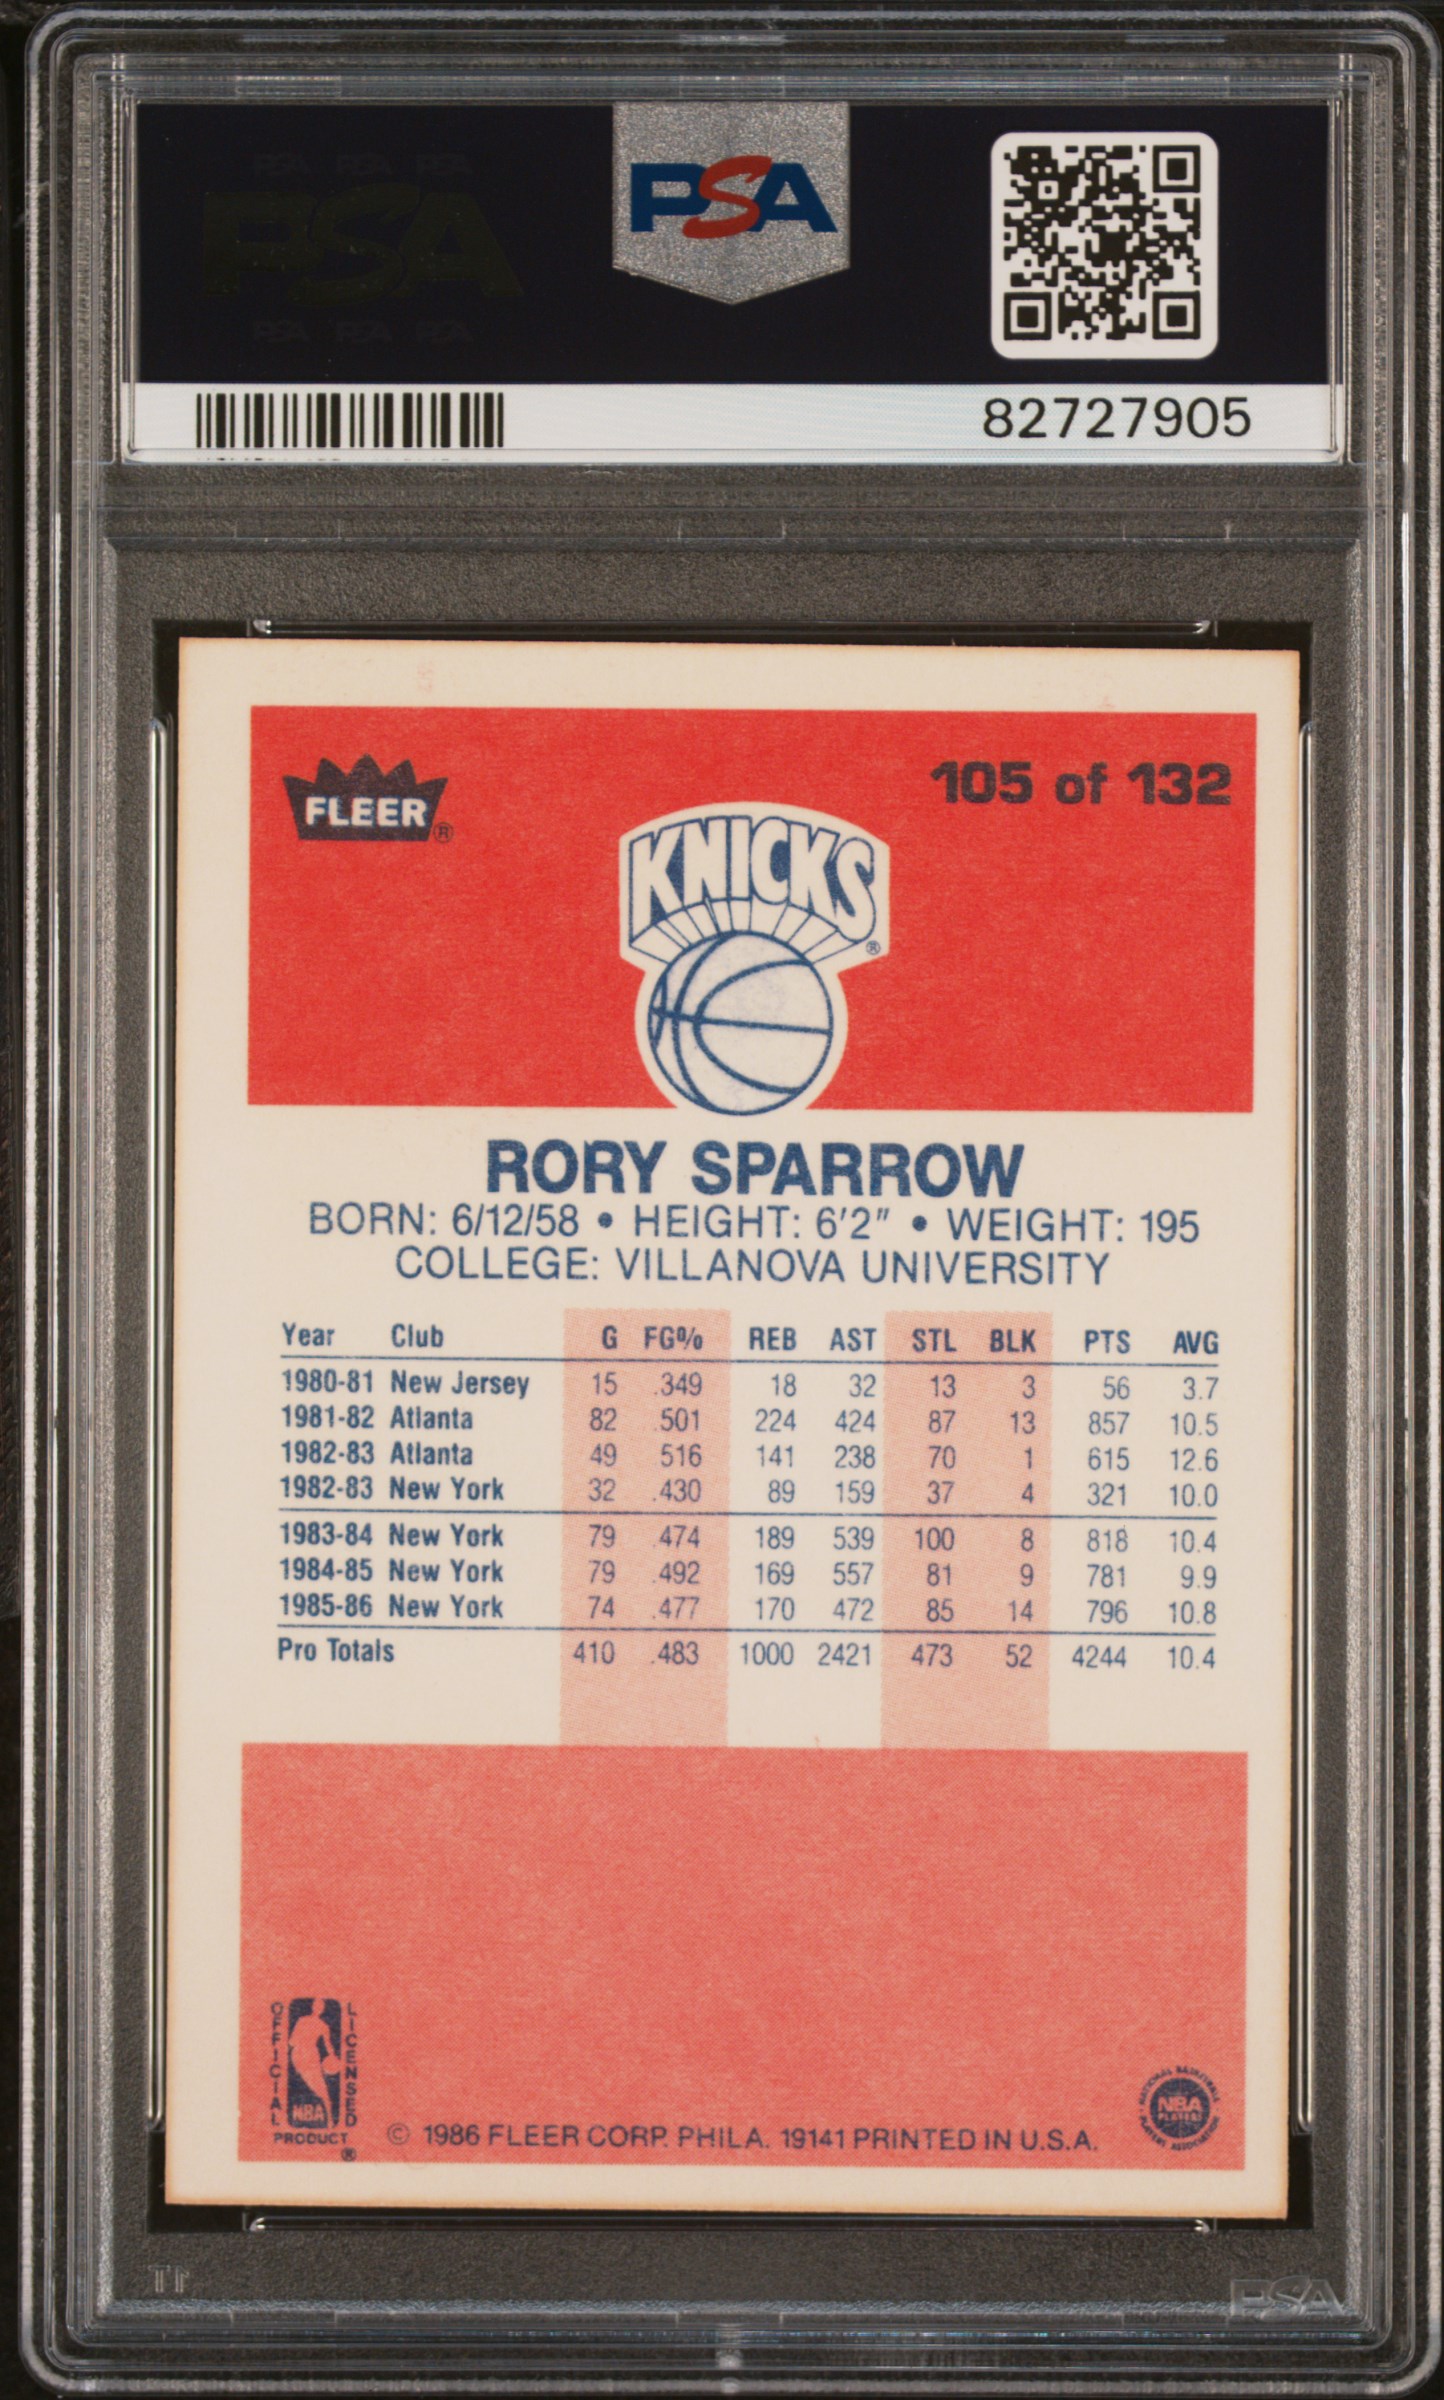 PSA
82727905
FLEER®
105 of 132
KNICKS®
RORY SPARROW
BORN: 6/12/58 • HEIGHT: 6'2" • WEIGHT: 195
COLLEGE: VILLANOVA UNIVERSITY
Year Club G FG% REB AST STL BLK PTS AVG
1980-81 New Jersey 15 .349 18 32 13 3 56 3.7
1981-82 Atlanta 82 .501 224 424 87 13 857 10.5
1982-83 Atlanta 49 .516 141 238 70 1 615 12.6
1982-83 New York 32 .430 89 159 37 4 321 10.0
1983-84 New York 79 .474 189 539 100 8 818 10.4
1984-85 New York 79 .492 169 557 81 9 781 9.9
1985-86 New York 74 .477 170 472 85 14 796 10.8
Pro Totals 410 .483 1000 2421 473 52 4244 10.4
OFFICIAL LICENSED
NBA
PRODUCT ®
© 1986 FLEER CORP. PHILA. 19141 PRINTED IN U.S.A.
NATIONAL BASKETBALL
NBA
PLAYERS
PLAYERS ASSOCIATION
PSA